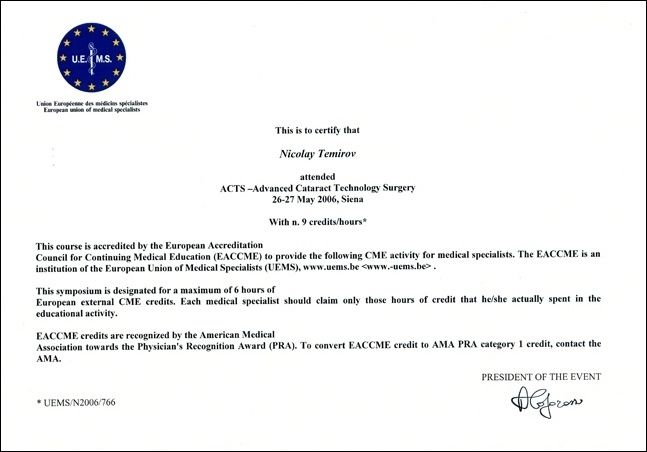 U.E.M.S.
Union Européenne des médicins spécialistes
European union of medical specialists
This is to certify that
Nicolay Temirov
attended
ACTS –Advanced Cataract Technology Surgery
26-27 May 2006, Siena
With n. 9 credits/hours*
This course is accredited by the European Accreditation
Council for Continuing Medical Education (EACCME) to provide the following CME activity for medical specialists. The EACCME is an
institution of the European Union of Medical Specialists (UEMS), www.uems.be <www.-uems.be> .
This symposium is designated for a maximum of 6 hours of
European external CME credits. Each medical specialist should claim only those hours of credit that he/she actually spent in the
educational activity.
EACCME credits are recognized by the American Medical
Association towards the Physician's Recognition Award (PRA). To convert EACCME credit to AMA PRA category 1 credit, contact the
AMA.
PRESIDENT OF THE EVENT
* UEMS/N2006/766